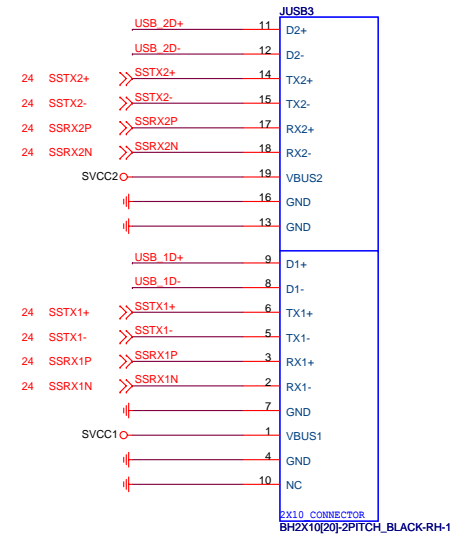 JUSB3
USB_2D+ 11 D2+
USB_2D- 12 D2-
24 SSTX2+ SSTX2+ 14 TX2+
24 SSTX2- SSTX2- 15 TX2-
24 SSRX2P SSRX2P 17 RX2+
24 SSRX2N SSRX2N 18 RX2-
SVCC2 19 VBUS2
16 GND
13 GND
USB_1D+ 9 D1+
USB_1D- 8 D1-
24 SSTX1+ SSTX1+ 6 TX1+
24 SSTX1- SSTX1- 5 TX1-
24 SSRX1P SSRX1P 3 RX1+
24 SSRX1N SSRX1N 2 RX1-
7 GND
SVCC1 1 VBUS1
4 GND
10 NC
2X10 CONNECTOR
BH2X10[20]-2PITCH_BLACK-RH-1